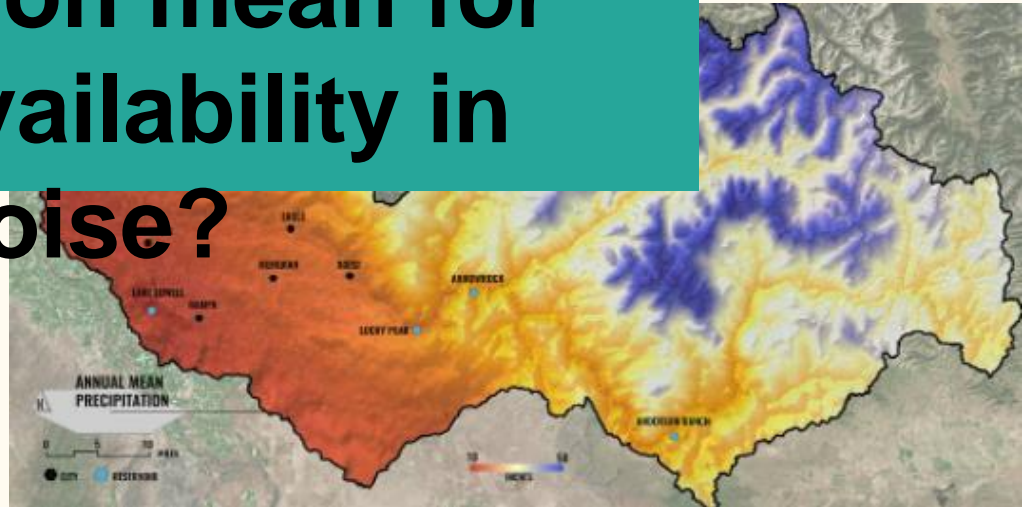 on mean for
vailability in
oise?
EAGLE
MERIDIAN
BOISE
ARROWROCK
LAKE LOWELL
NAMPA
LUCKY PEAK
ANNUAL MEAN
PRECIPITATION
N
0 5 10
MILES
ANDERSON RANCH
10 50
INCHES
CITY RESERVOIR